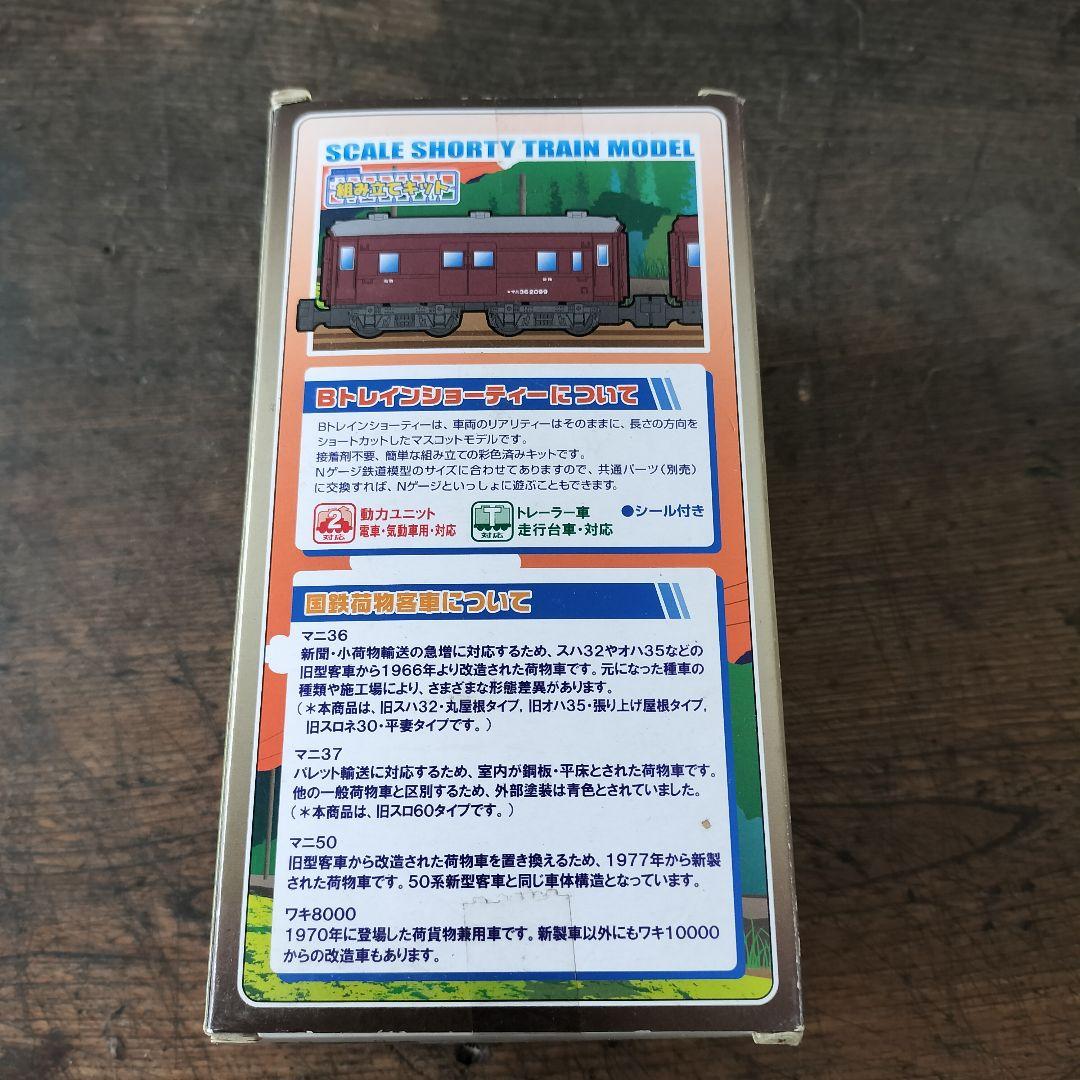 SCALE SHORTY TRAIN MODEL
組み立てキット
Bトレインショーティーについて
Bトレインショーティーは、車両のリアリティーはそのままに、長さの方向を
ショートカットしたマスコットモデルです。
接着剤不要、簡単な組み立ての彩色済みキットです。
Nゲージ鉄道模型のサイズに合わせてありますので、共通パーツ(別売)
に交換すれば、Nゲージといっしょに遊ぶこともできます。
2
対応
動力ユニット
電車・気動車用・対応
T
対応
トレーラー車
走行台車・対応
●シール付き
国鉄荷物客車について
マニ36
新聞・小荷物輸送の急増に対応するため、スハ32やオハ35などの
旧型客車から1966年より改造された荷物車です。元になった種車の
種類や施工場により、さまざまな形態差異があります。
(*本商品は、旧スハ32・丸屋根タイプ, 旧オハ35・張り上げ屋根タイプ,
旧スロネ30・平妻タイプです。)
マニ37
パレット輸送に対応するため、室内が鋼板・平床とされた荷物車です。
他の一般荷物車と区別するため、外部塗装は青色とされていました。
(*本商品は、旧スロ60タイプです。)
マニ50
旧型客車から改造された荷物車を置き換えるため、1977年から新製
された荷物車です。50系新型客車と同じ車体構造となっています。
ワキ8000
1970年に登場した荷貨物兼用車です。新製車以外にもワキ10000
からの改造車もあります。